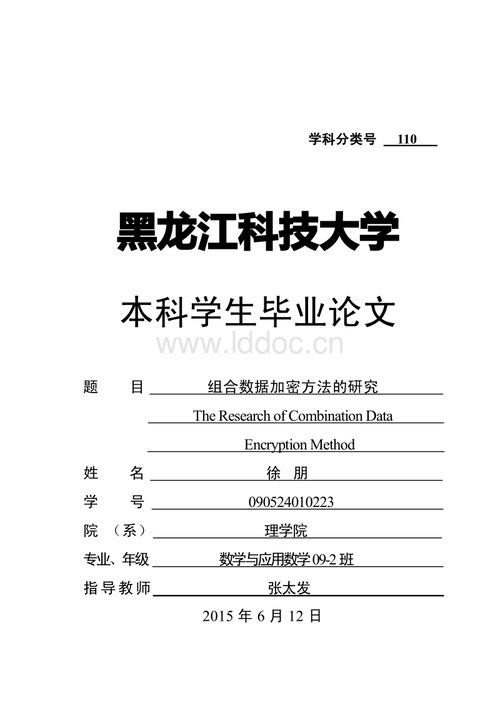 学科分类号 110
黑龙江科技大学
本科学生毕业论文
www.lddoc.cn
题 目 组合数据加密方法的研究
The Research of Combination Data
Encryption Method
姓 名 徐 朋
学 号 090524010223
院 （系） 理学院
专业、年级 数学与应用数学09-2 班
指导教师 张太发
2015 年 6 月 12 日